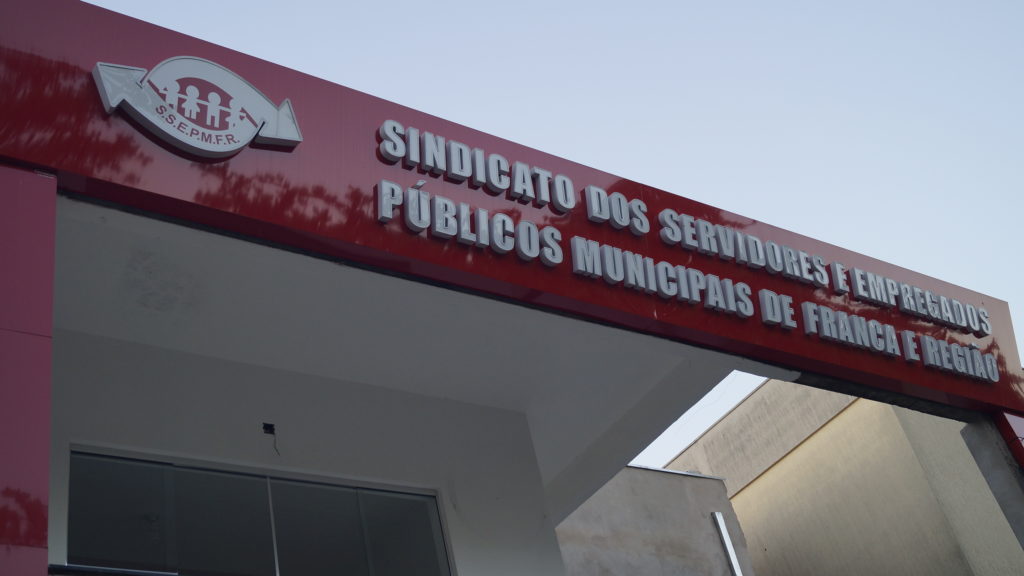 S.S.E.P.M.F.R.
SINDICATO DOS SERVIDORES E EMPREGADOS
PÚBLICOS MUNICIPAIS DE FRANCA E REGIÃO